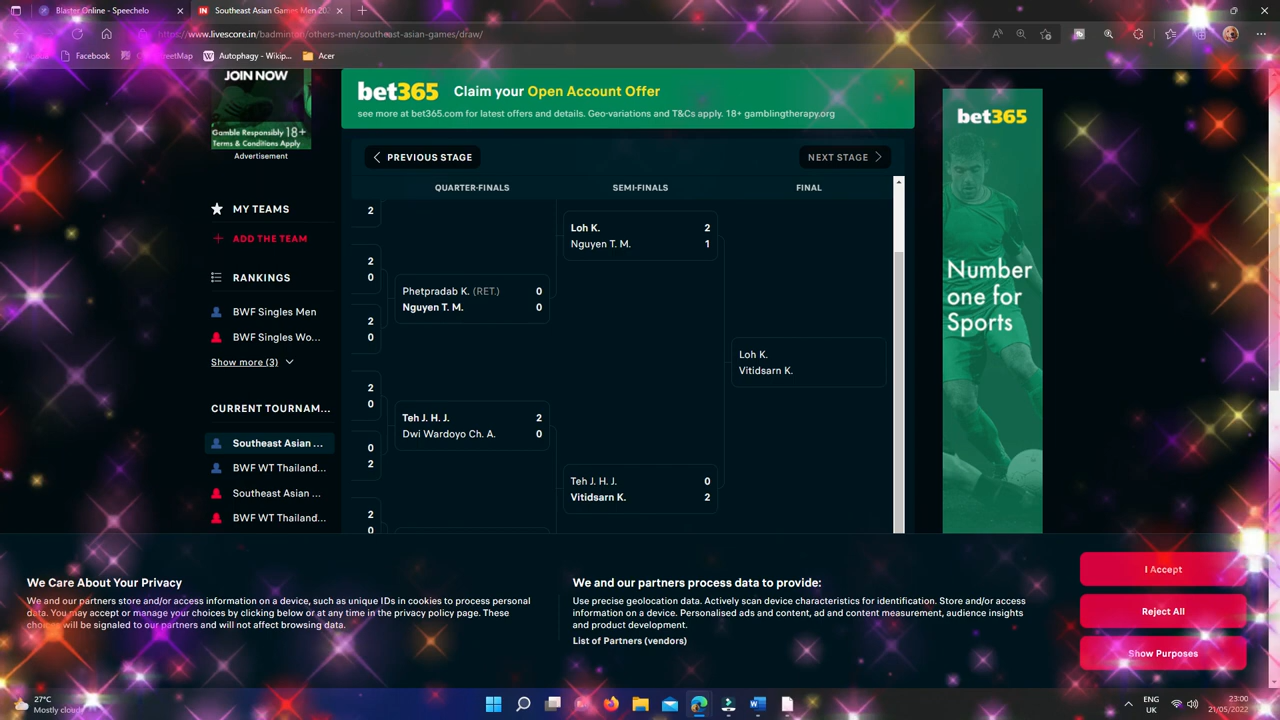 Blaster Online - Speechelo
Southeast Asian Games Men 202
https://www.livescore.in/badminton/others-men/southeast-asian-games/draw/
Facebook
Autophagy - Wikip...
Acer
JOIN NOW
Gamble Responsibly 18+
Terms & Conditions Apply
Advertisement
bet365 Claim your Open Account Offer
see more at bet365.com for latest offers and details. Geo-variations and T&Cs apply. 18+ gamblingtherapy.org
bet365
Number
one for
Sports
MY TEAMS
ADD THE TEAM
RANKINGS
BWF Singles Men
BWF Singles Wo...
Show more (3)
CURRENT TOURNAM...
Southeast Asian ...
BWF WT Thailand...
Southeast Asian ...
BWF WT Thailand...
PREVIOUS STAGE
NEXT STAGE
QUARTER-FINALS
SEMI-FINALS
FINAL
2
2
0
2
0
2
0
0
2
2
0
Phetpradab K. (RET.) 0
Nguyen T. M. 0
Teh J. H. J. 2
Dwi Wardoyo Ch. A. 0
Loh K. 2
Nguyen T. M. 1
Teh J. H. J. 0
Vitidsarn K. 2
Loh K.
Vitidsarn K.
We Care About Your Privacy
We and our partners store and/or access information on a device, such as unique IDs in cookies to process personal
data. You may accept or manage your choices by clicking below or at any time in the privacy policy page. These
choices will be signaled to our partners and will not affect browsing data.
We and our partners process data to provide:
Use precise geolocation data. Actively scan device characteristics for identification. Store and/or access
information on a device. Personalised ads and content, ad and content measurement, audience insights
and product development.
List of Partners (vendors)
I Accept
Reject All
Show Purposes
27°C
Mostly cloudy
ENG
UK
23:00
21/05/2022